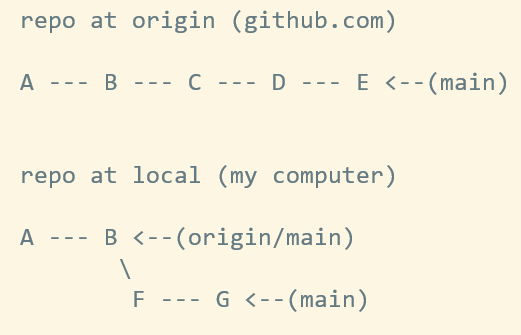 repo at origin (github.com)
A --- B --- C --- D --- E <--(main)
repo at local (my computer)
A --- B <--(origin/main)
\
F --- G <--(main)